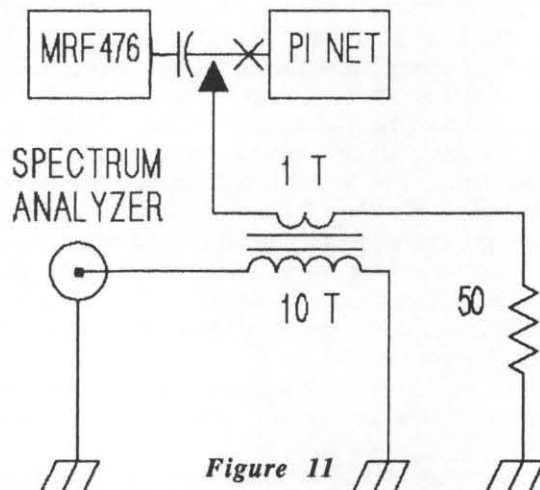 MRF476
PI NET
SPECTRUM
ANALYZER
1 T
10 T
50
Figure 11